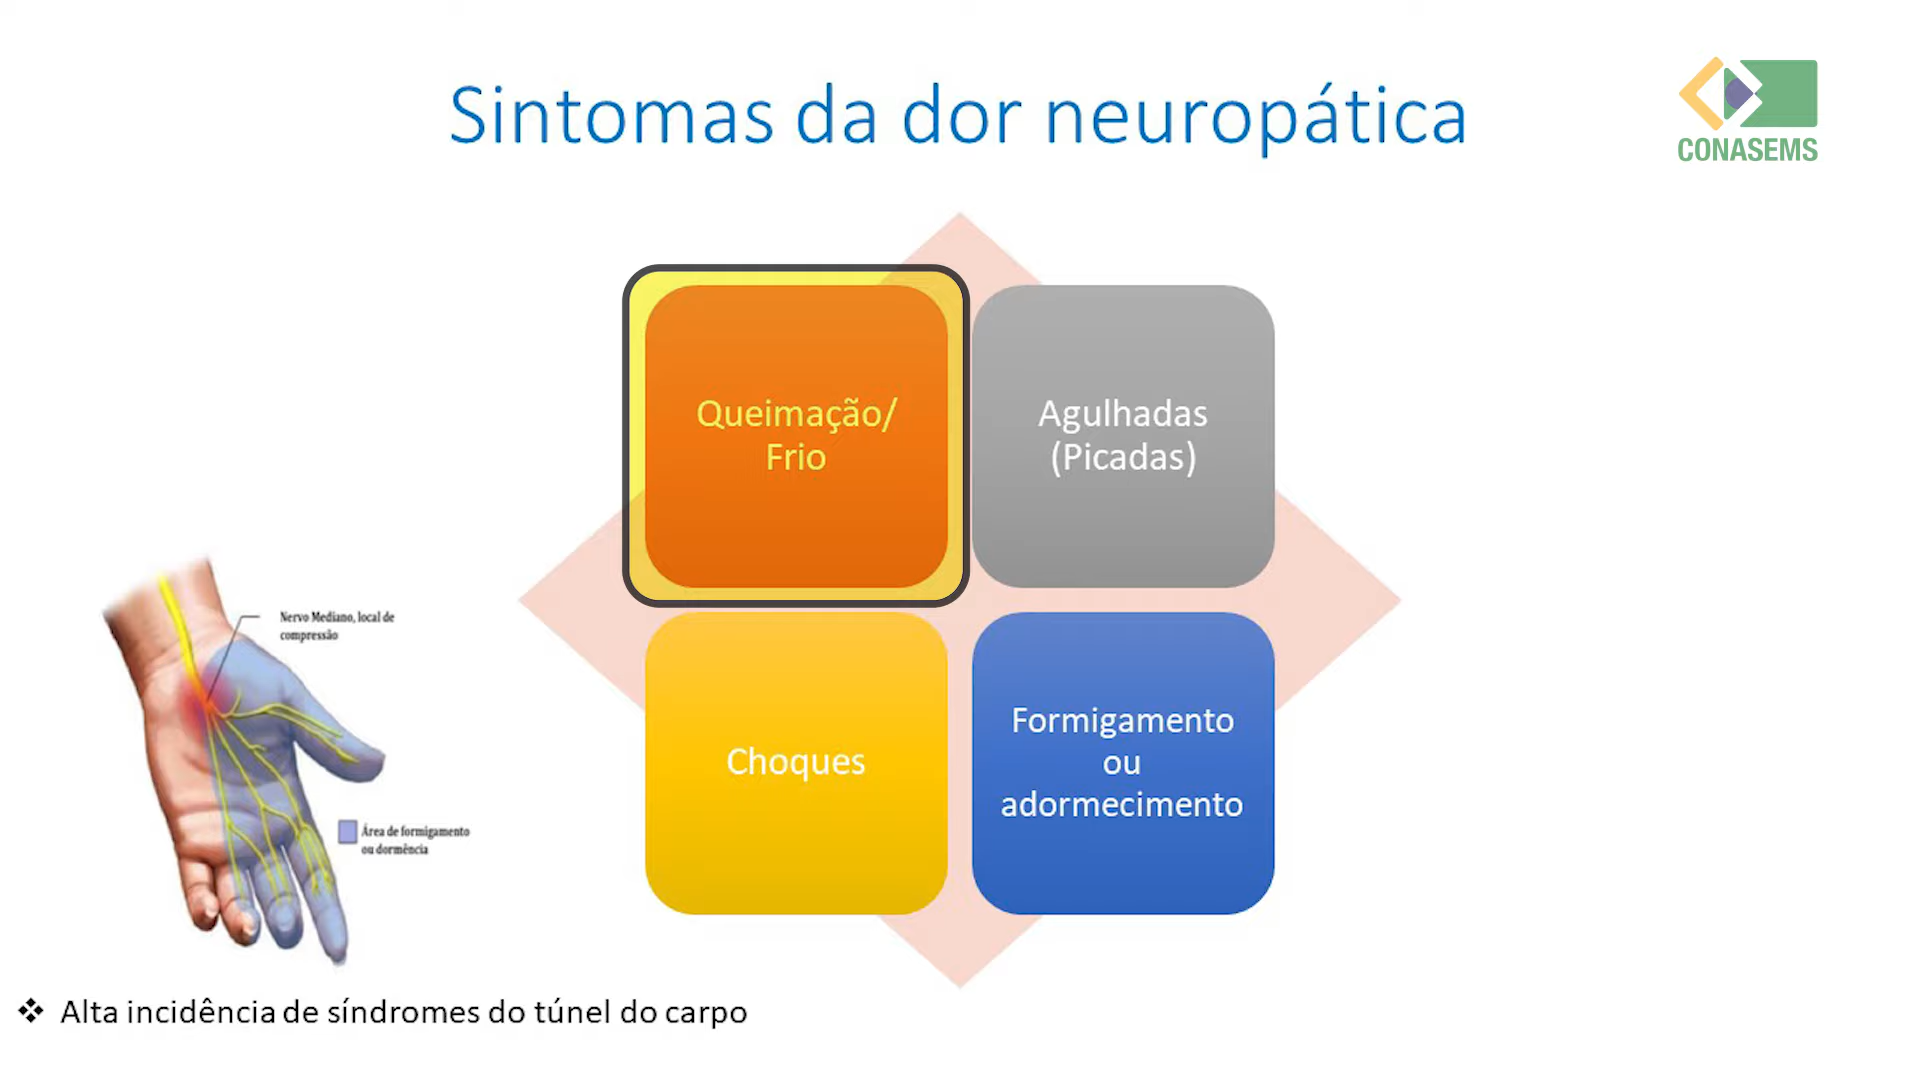 Sintomas da dor neuropática
CONASEMS
Queimação/
Frio
Agulhadas
(Picadas)
Choques
Formigamento
ou
adormecimento
Nervo Mediano, local de
compressão
Área de formigamento
ou dormência
❖ Alta incidência de síndromes do túnel do carpo